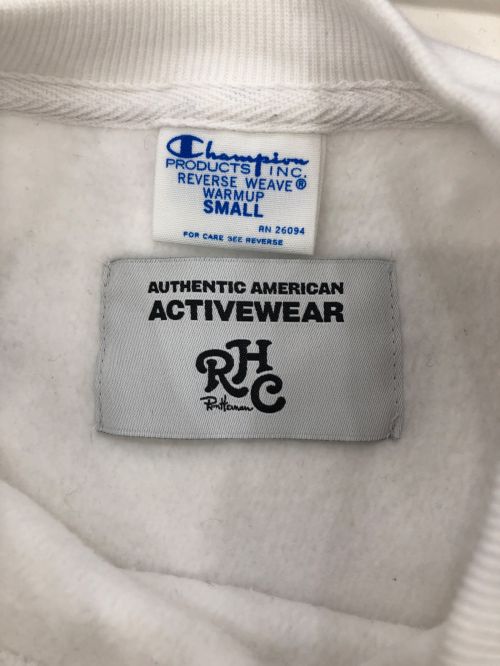 Champion
PRODUCTS INC.
REVERSE WEAVE®
WARMUP
SMALL
RN 26094
FOR CARE SEE REVERSE
AUTHENTIC AMERICAN
ACTIVEWEAR
RHC
Ron Herman